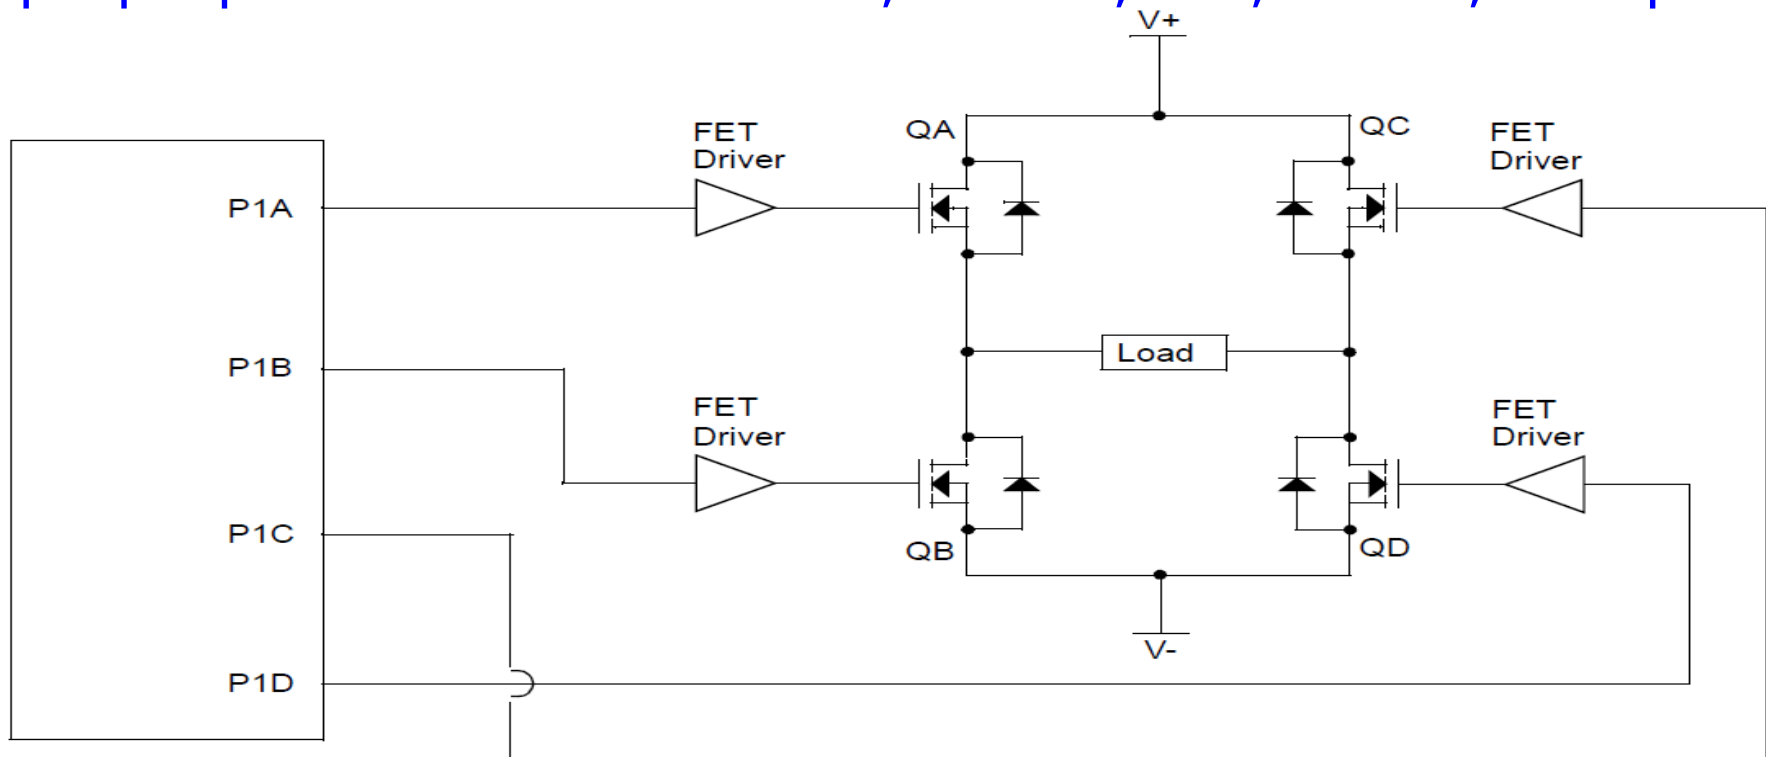 V+
QA
QC
FET
Driver
FET
Driver
P1A
P1B
Load
FET
Driver
FET
Driver
P1C
QB
QD
V-
P1D